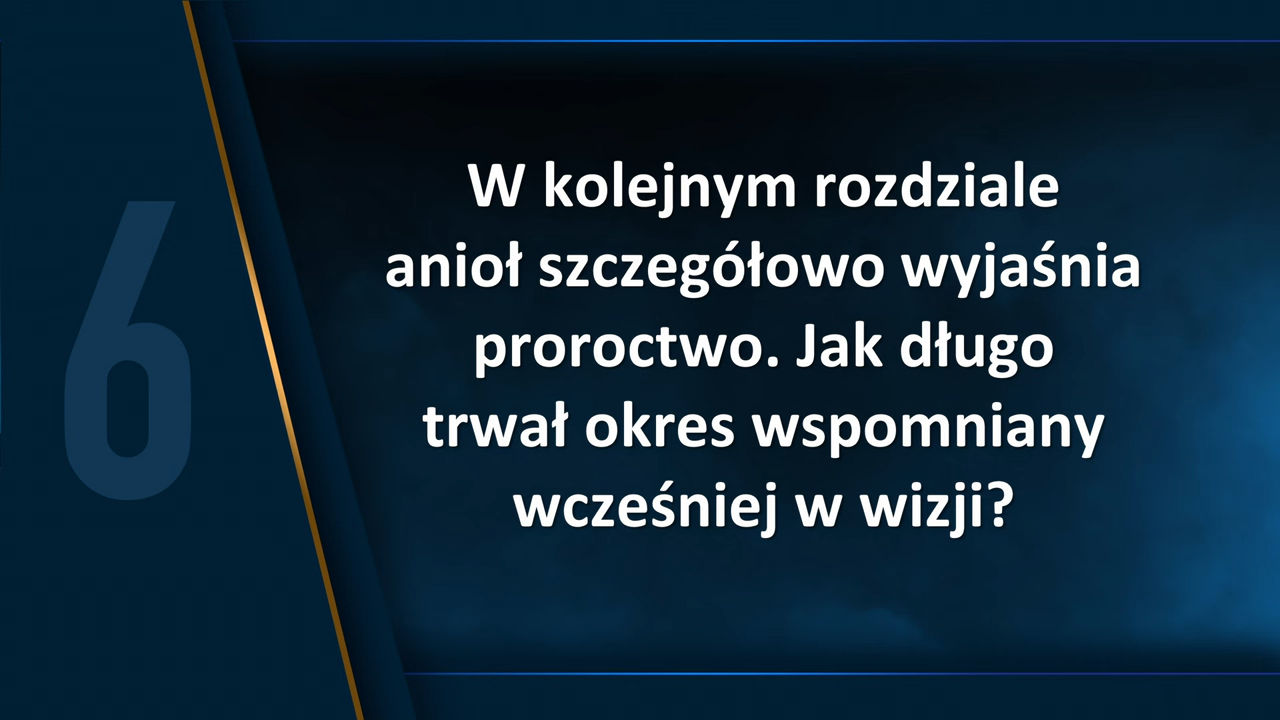 6
W kolejnym rozdziale
anioł szczegółowo wyjaśnia
proroctwo. Jak długo
trwał okres wspomniany
wcześniej w wizji?